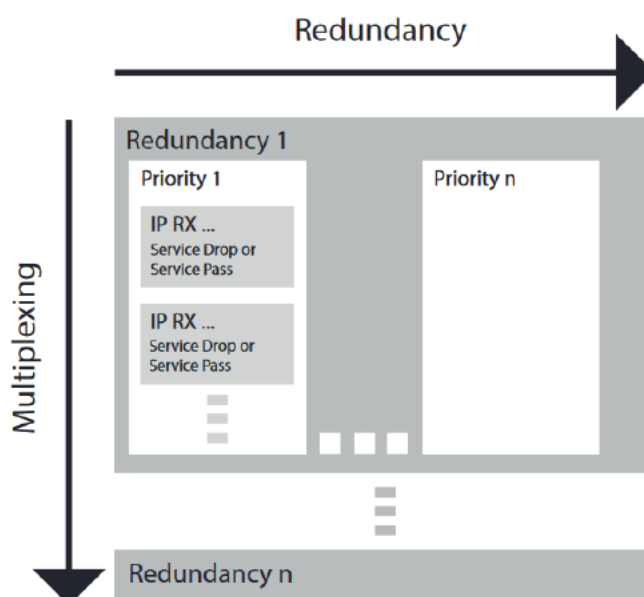 Redundancy
Multiplexing
Redundancy 1
Priority 1
Priority n
IP RX ...
Service Drop or
Service Pass
IP RX ...
Service Drop or
Service Pass
Redundancy n